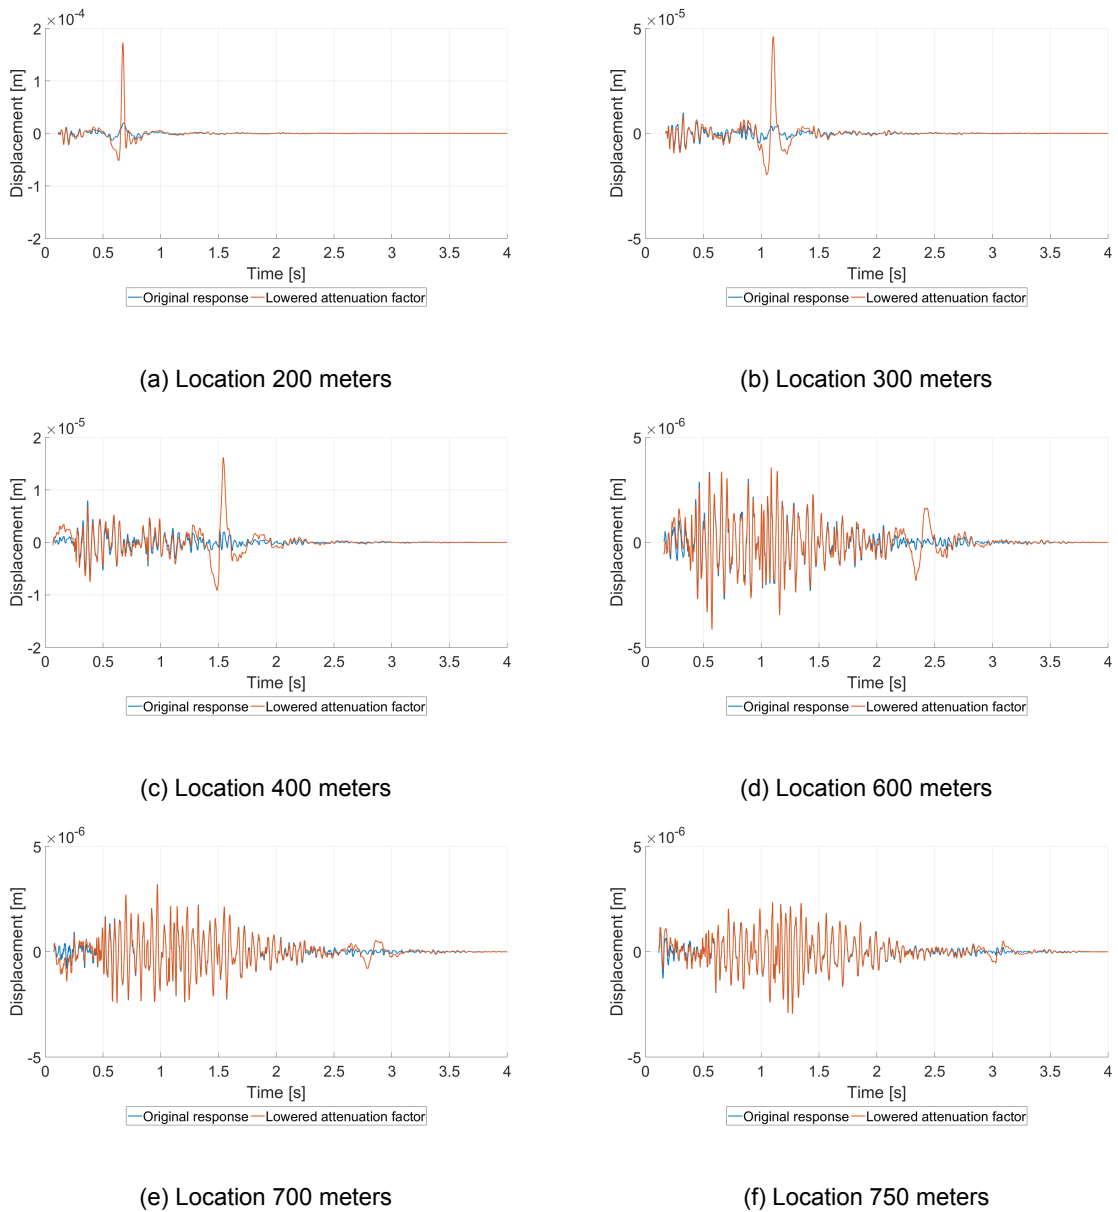 ×10⁻⁴
2
1
0
-1
-2
Displacement [m]
0 0.5 1 1.5 2 2.5 3 3.5 4
Time [s]
Original response Lowered attenuation factor
(a) Location 200 meters
×10⁻⁵
5
0
-5
Displacement [m]
0 0.5 1 1.5 2 2.5 3 3.5 4
Time [s]
Original response Lowered attenuation factor
(b) Location 300 meters
×10⁻⁵
2
1
0
-1
-2
Displacement [m]
0 0.5 1 1.5 2 2.5 3 3.5 4
Time [s]
Original response Lowered attenuation factor
(c) Location 400 meters
×10⁻⁶
5
0
-5
Displacement [m]
0 0.5 1 1.5 2 2.5 3 3.5 4
Time [s]
Original response Lowered attenuation factor
(d) Location 600 meters
×10⁻⁶
5
0
-5
Displacement [m]
0 0.5 1 1.5 2 2.5 3 3.5 4
Time [s]
Original response Lowered attenuation factor
(e) Location 700 meters
×10⁻⁶
5
0
-5
Displacement [m]
0 0.5 1 1.5 2 2.5 3 3.5 4
Time [s]
Original response Lowered attenuation factor
(f) Location 750 meters